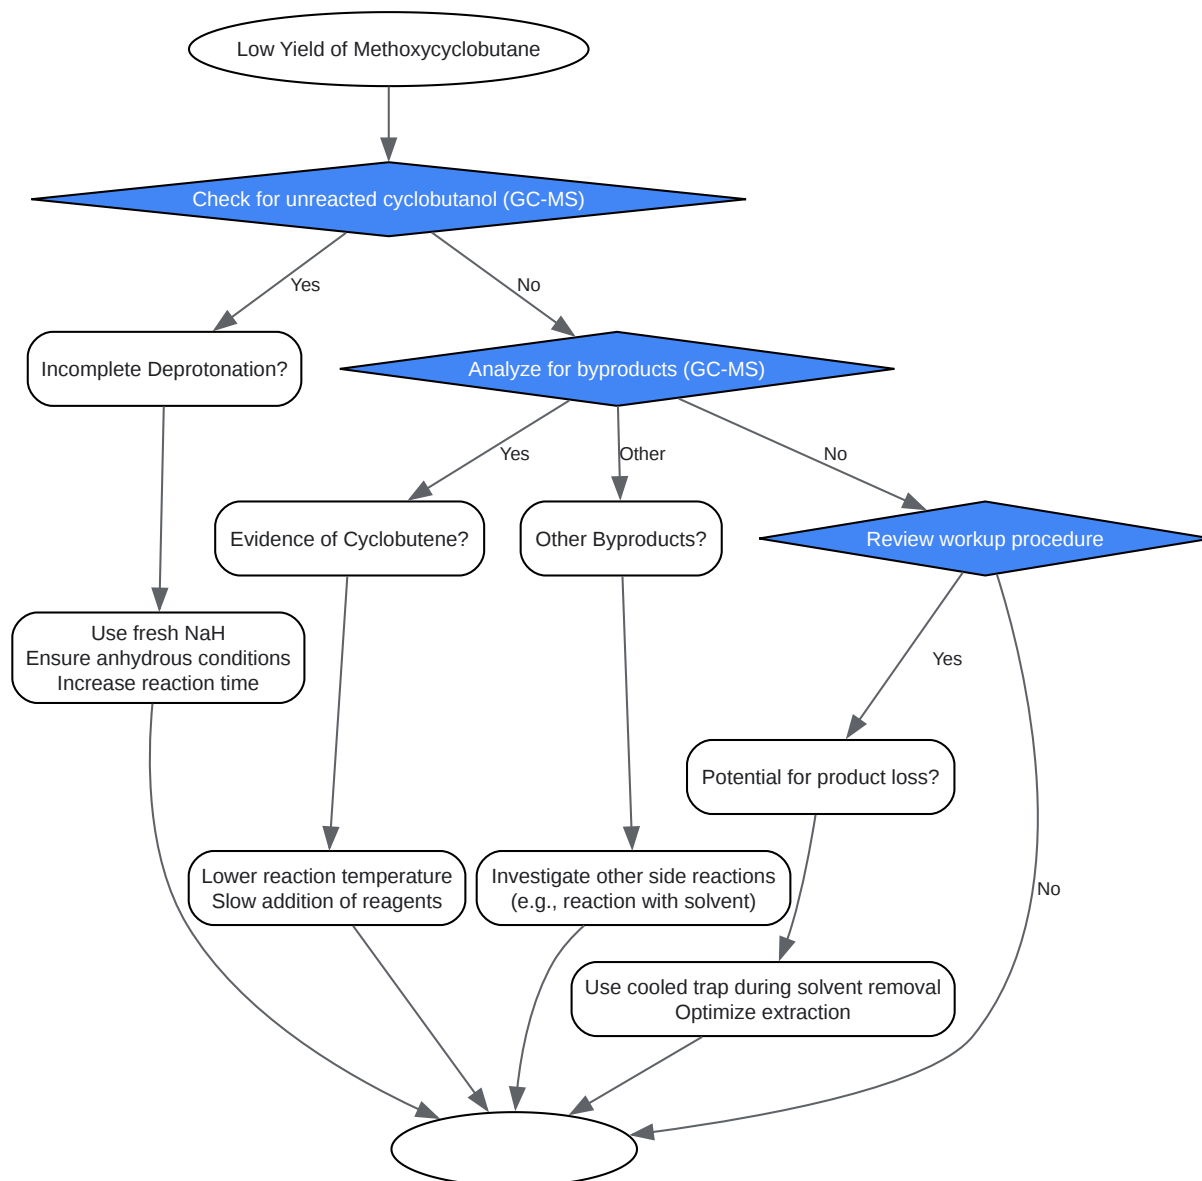 Low Yield of Methoxycyclobutane
Check for unreacted cyclobutanol (GC-MS)
Yes
No
Incomplete Deprotonation?
Analyze for byproducts (GC-MS)
Yes
Other
No
Evidence of Cyclobutene?
Other Byproducts?
Review workup procedure
Use fresh NaH
Ensure anhydrous conditions
Increase reaction time
Yes
Potential for product loss?
Lower reaction temperature
Slow addition of reagents
Investigate other side reactions
(e.g., reaction with solvent)
No
Use cooled trap during solvent removal
Optimize extraction